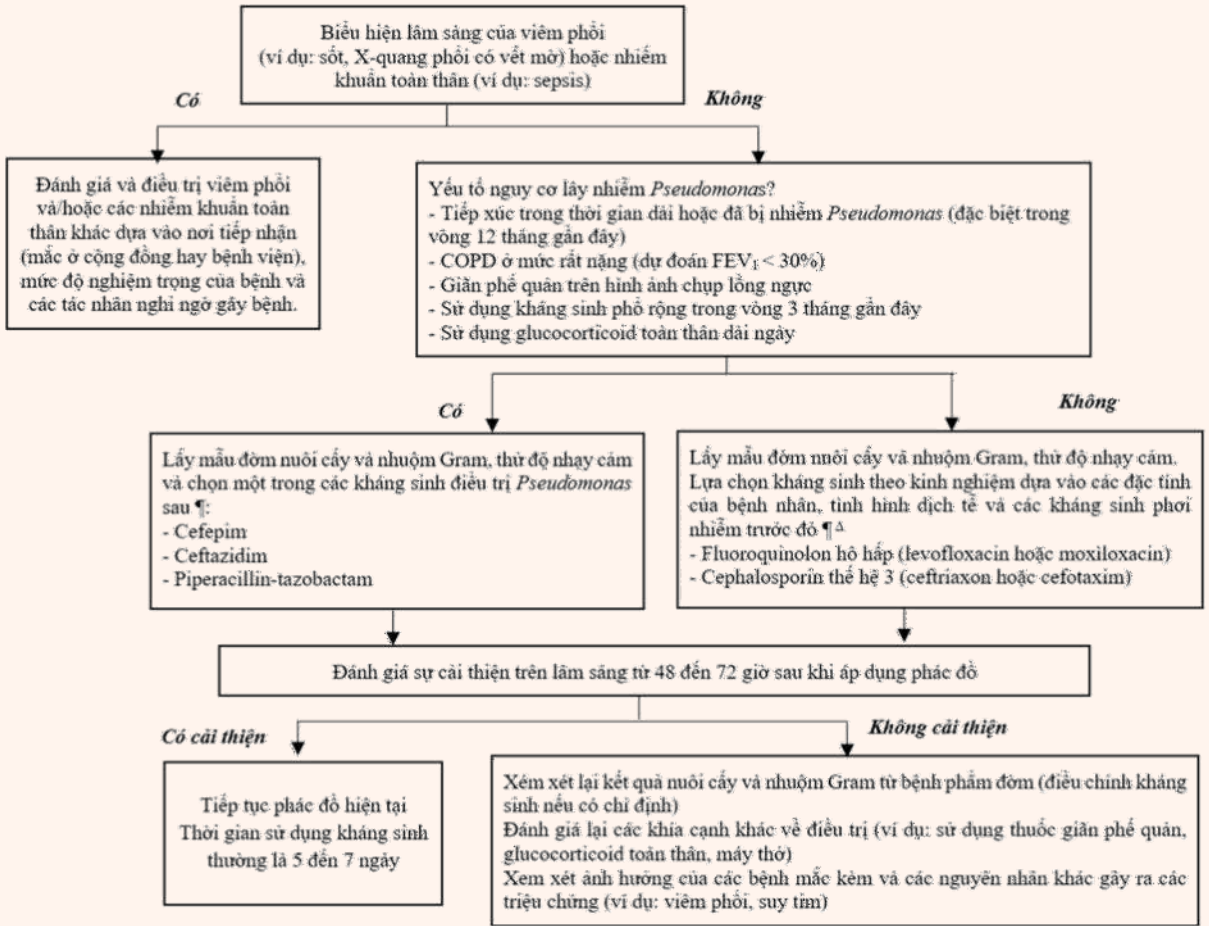 Biểu hiện lâm sàng của viêm phổi
(ví dụ: sốt, X-quang phổi có vết mờ) hoặc nhiễm
khuẩn toàn thân (ví dụ: sepsis)
Có
Không
Đánh giá và điều trị viêm phổi
và/hoặc các nhiễm khuẩn toàn
thân khác dựa vào nơi tiếp nhận
(mắc ở cộng đồng hay bệnh viện),
mức độ nghiêm trọng của bệnh và
các tác nhân nghi ngờ gây bệnh.
Yếu tố nguy cơ lây nhiễm Pseudomonas?
- Tiếp xúc trong thời gian dài hoặc đã bị nhiễm Pseudomonas (đặc biệt trong
vòng 12 tháng gần đây)
- COPD ở mức rất nặng (dự đoán FEV₁ < 30%)
- Giãn phế quản trên hình ảnh chụp lồng ngực
- Sử dụng kháng sinh phổ rộng trong vòng 3 tháng gần đây
- Sử dụng glucocorticoid toàn thân dài ngày
Có
Không
Lấy mẫu đờm nuôi cấy và nhuộm Gram, thử độ nhạy cảm
và chọn một trong các kháng sinh điều trị Pseudomonas
sau ¶:
- Cefepim
- Ceftazidim
- Piperacillin-tazobactam
Lấy mẫu đờm nuôi cấy và nhuộm Gram, thử độ nhạy cảm.
Lựa chọn kháng sinh theo kinh nghiệm dựa vào các đặc tính
của bệnh nhân, tình hình dịch tễ và các kháng sinh phơi
nhiễm trước đó ¶ Δ
- Fluoroquinolon hô hấp (levofloxacin hoặc moxiloxacin)
- Cephalosporin thế hệ 3 (ceftriaxon hoặc cefotaxim)
Đánh giá sự cải thiện trên lâm sàng từ 48 đến 72 giờ sau khi áp dụng phác đồ
Có cải thiện
Không cải thiện
Tiếp tục phác đồ hiện tại
Thời gian sử dụng kháng sinh
thường là 5 đến 7 ngày
Xém xét lại kết quả nuôi cấy và nhuộm Gram từ bệnh phẩm đờm (điều chỉnh kháng
sinh nếu có chỉ định)
Đánh giá lại các khía cạnh khác về điều trị (ví dụ: sử dụng thuốc giãn phế quản,
glucocorticoid toàn thân, máy thở)
Xem xét ảnh hưởng của các bệnh mắc kèm và các nguyên nhân khác gây ra các
triệu chứng (ví dụ: viêm phổi, suy tim)